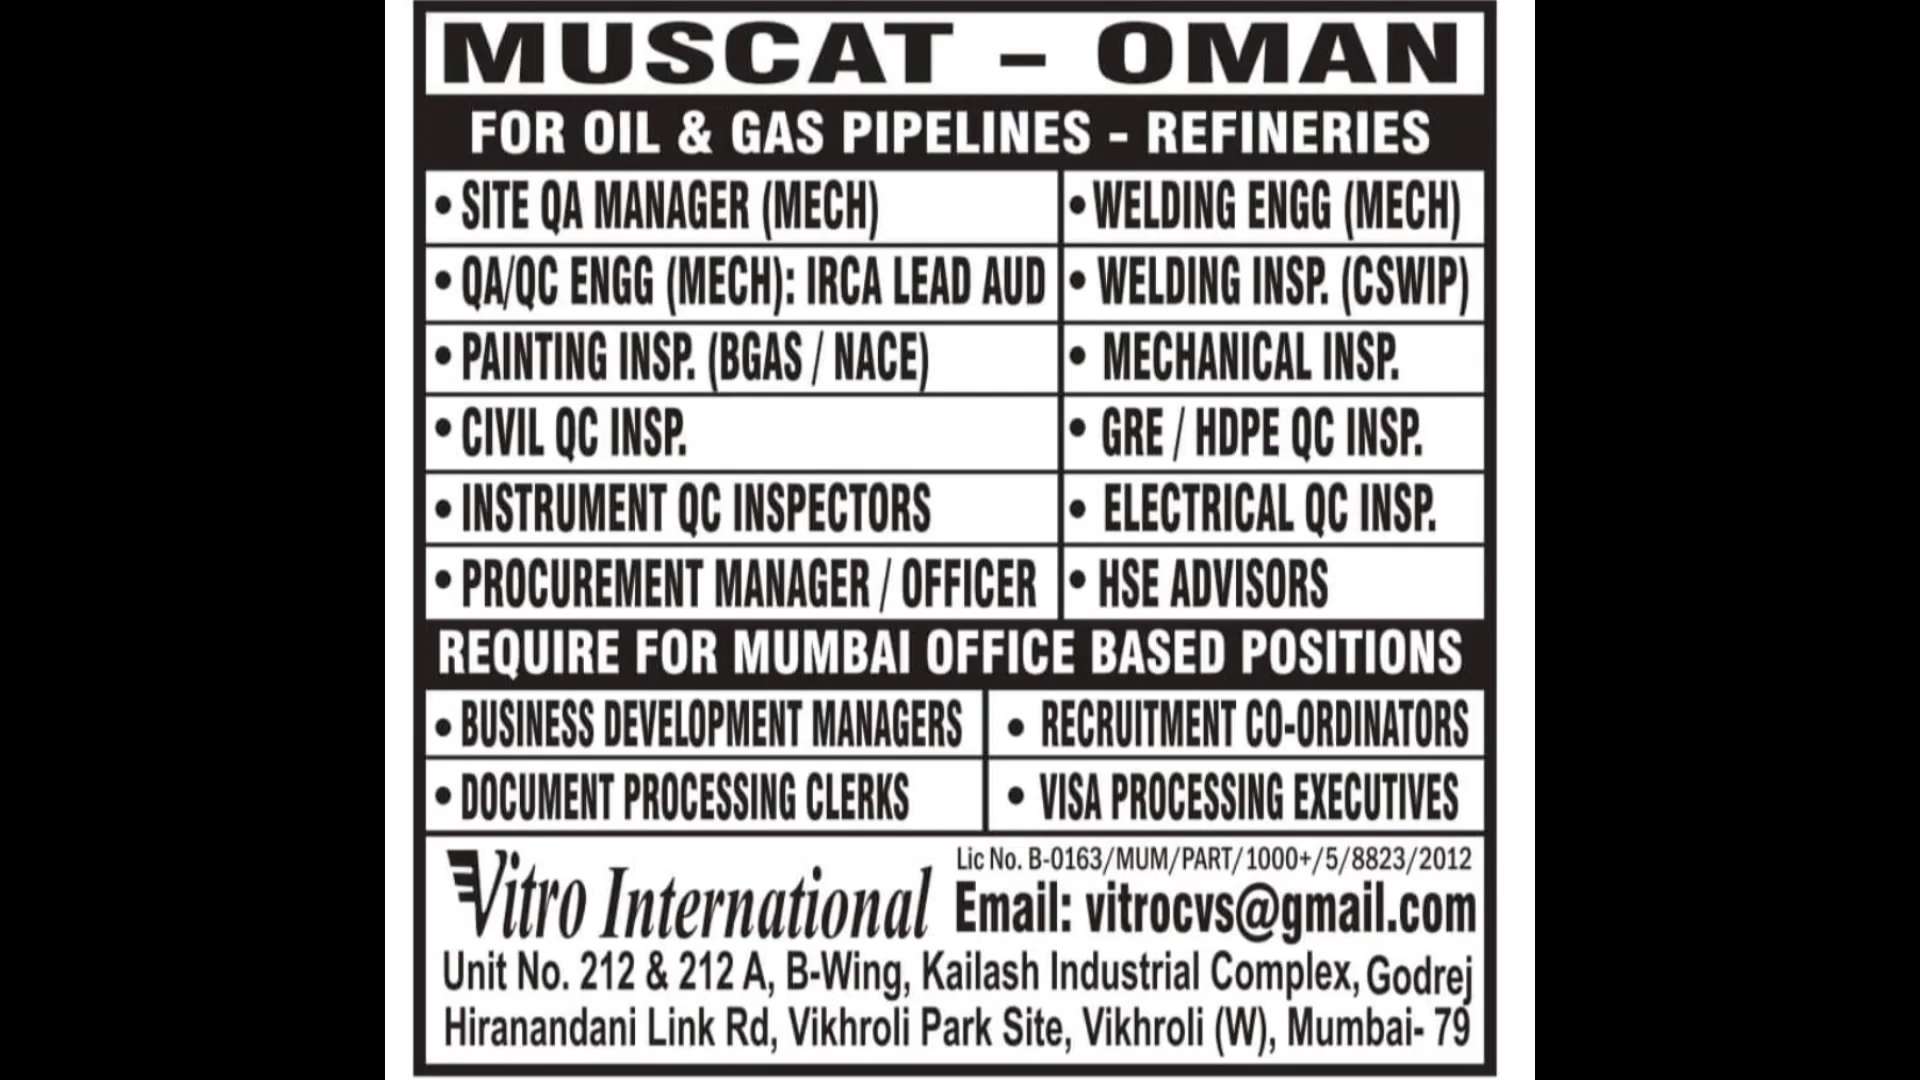 MUSCAT - OMAN
FOR OIL & GAS PIPELINES - REFINERIES
• SITE QA MANAGER (MECH)
• WELDING ENGG (MECH)
• QA/QC ENGG (MECH): IRCA LEAD AUD
• WELDING INSP. (CSWIP)
• PAINTING INSP. (BGAS / NACE)
• MECHANICAL INSP.
• CIVIL QC INSP.
• GRE / HDPE QC INSP.
• INSTRUMENT QC INSPECTORS
• ELECTRICAL QC INSP.
• PROCUREMENT MANAGER / OFFICER
• HSE ADVISORS
REQUIRE FOR MUMBAI OFFICE BASED POSITIONS
• BUSINESS DEVELOPMENT MANAGERS
• RECRUITMENT CO-ORDINATORS
• DOCUMENT PROCESSING CLERKS
• VISA PROCESSING EXECUTIVES
Vitro International
Lic No. B-0163/MUM/PART/1000+/5/8823/2012
Email: vitrocvs@gmail.com
Unit No. 212 & 212 A, B-Wing, Kailash Industrial Complex, Godrej
Hiranandani Link Rd, Vikhroli Park Site, Vikhroli (W), Mumbai- 79